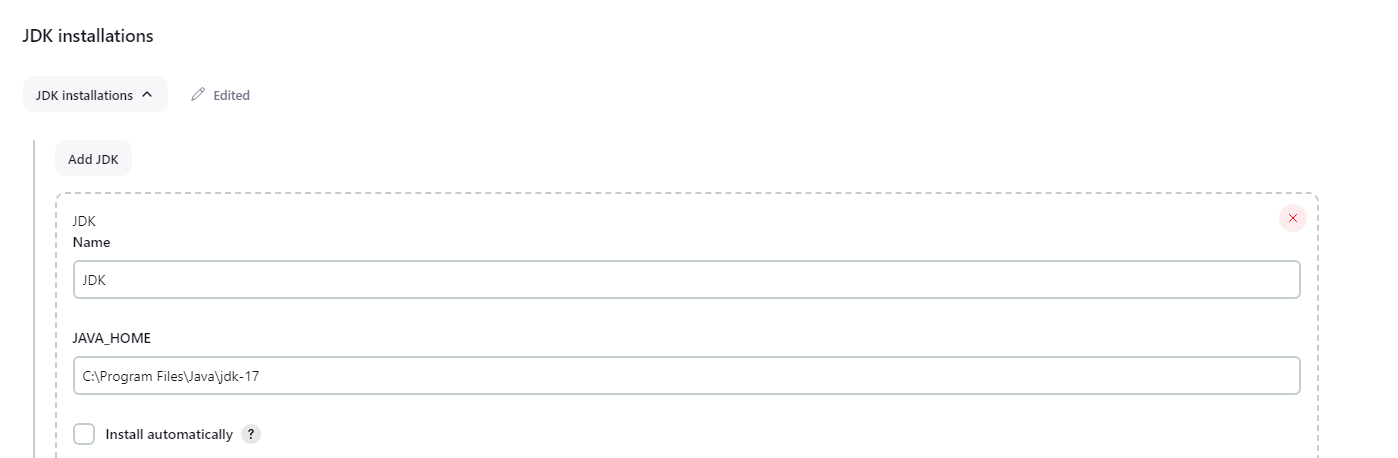 JDK installations
JDK installations
Edited
Add JDK
JDK
Name
JDK
JAVA_HOME
C:\Program Files\Java\jdk-17
Install automatically ?